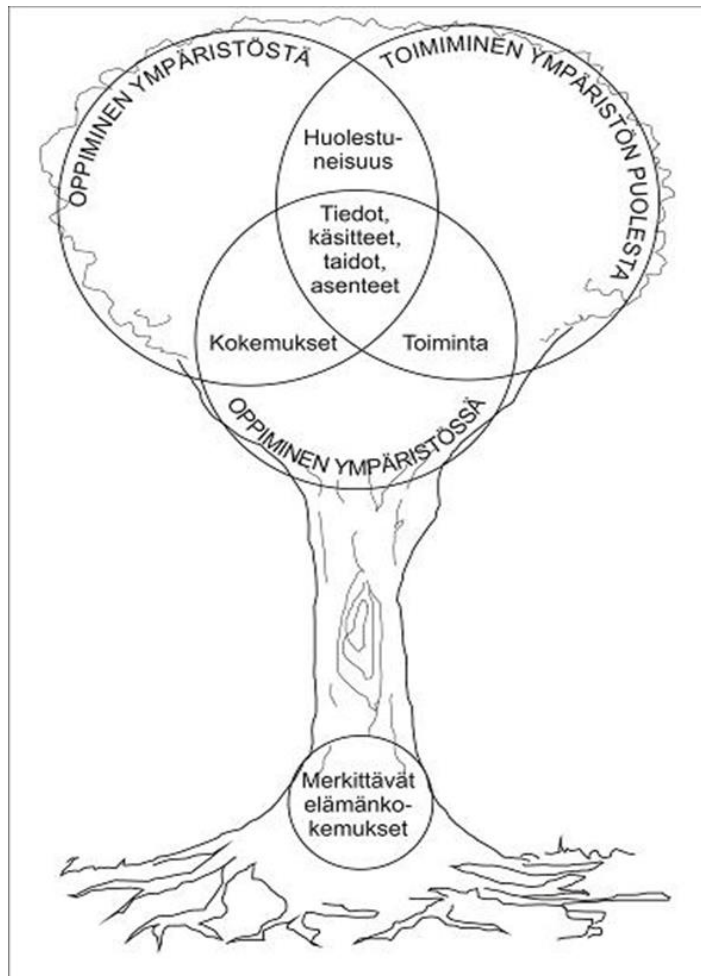 OPPIMINEN YMPÄRISTÖSTÄ
TOIMIMINEN YMPÄRISTÖN PUOLESTA
Huolestu-
neisuus
Tiedot,
käsitteet,
taidot,
asenteet
Kokemukset
Toiminta
OPPIMINEN YMPÄRISTÖSSÄ
Merkittävät
elämänko-
kemukset